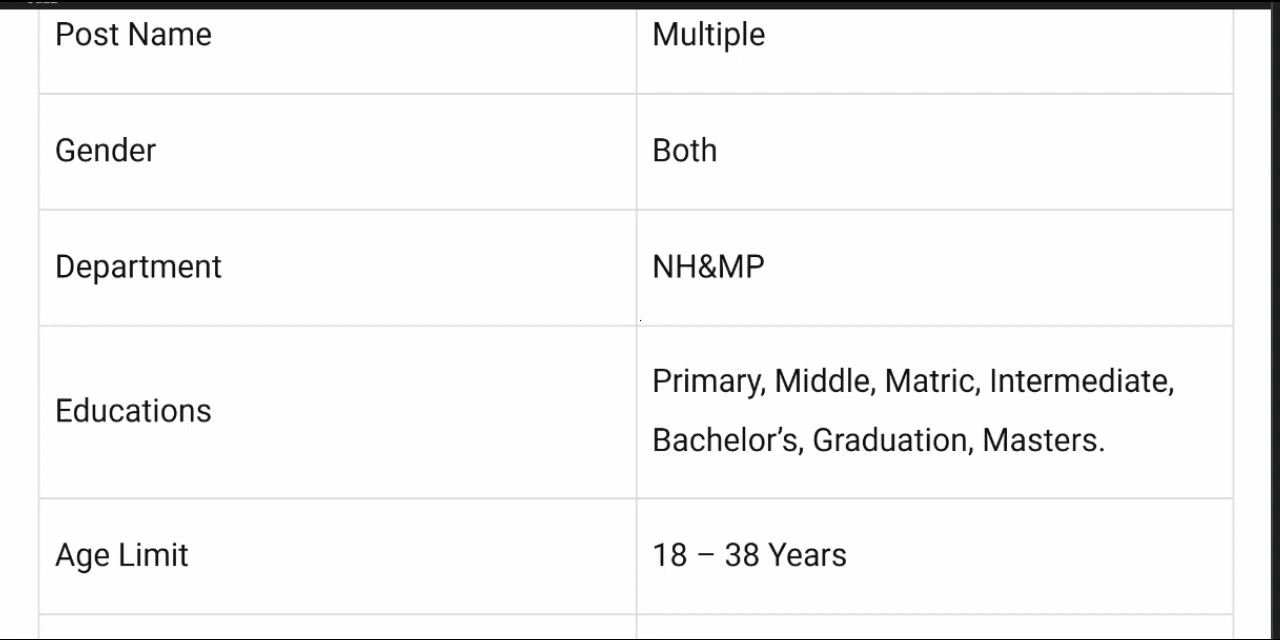 Post Name Multiple
Gender Both
Department NH&MP
Educations Primary, Middle, Matric, Intermediate,
Bachelor’s, Graduation, Masters.
Age Limit 18 – 38 Years